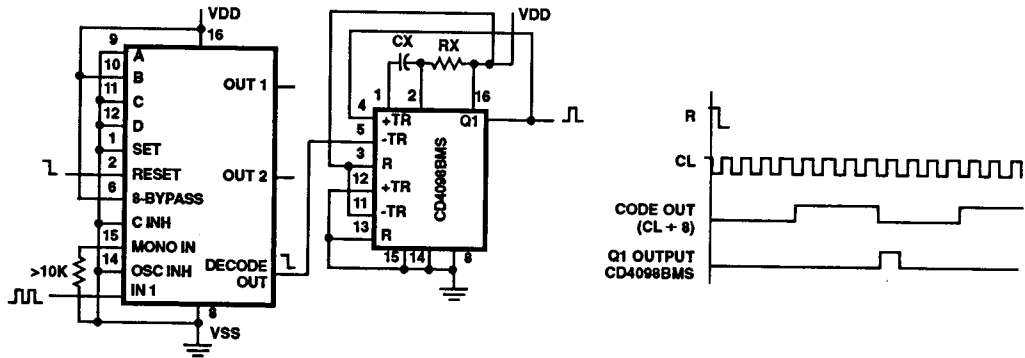 VDD
16
9
A
10
B
11
C
12
D
1
SET
2
RESET
6
8-BYPASS
C INH
15
MONO IN
14
OSC INH
>10K
IN 1
OUT 1
OUT 2
DECODE
OUT
8
VSS
VDD
CX
RX
1
2
16
4
+TR
Q1
5
-TR
3
R
12
+TR
11
-TR
13
R
CD4098BMS
15
14
8
R
CL
CODE OUT
(CL ÷ 8)
Q1 OUTPUT
CD4098BMS